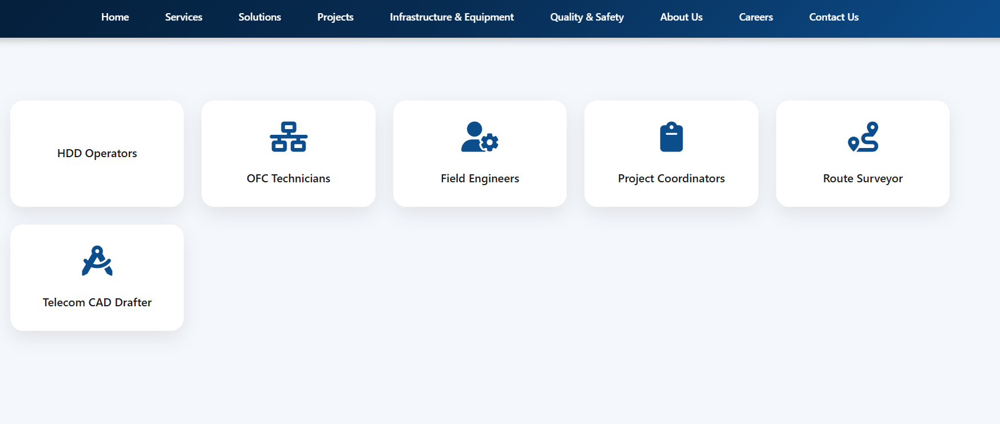 Home Services Solutions Projects Infrastructure & Equipment Quality & Safety About Us Careers Contact Us
HDD Operators
OFC Technicians
Field Engineers
Project Coordinators
Route Surveyor
Telecom CAD Drafter